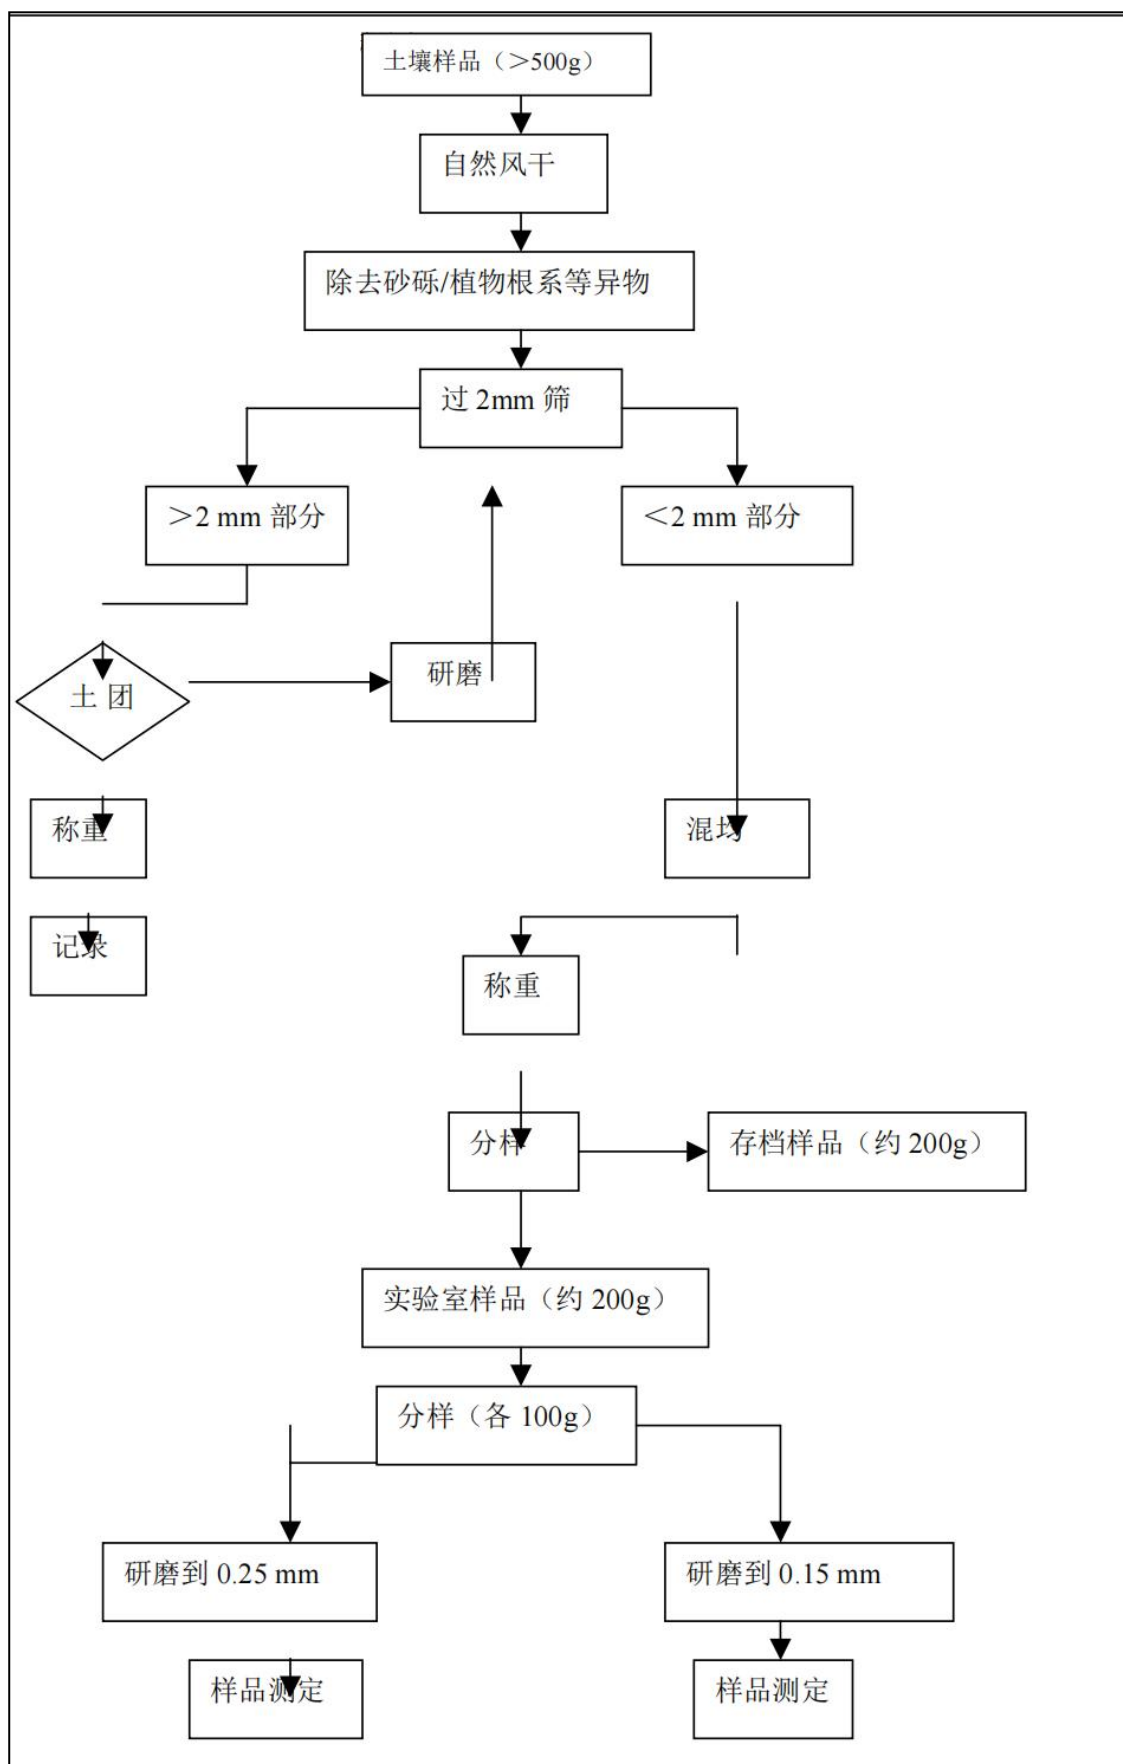 土壤样品（＞500g）
自然风干
除去砂砾/植物根系等异物
过 2mm 筛
＞2 mm 部分
＜2 mm 部分
土 团
研磨
称重
混均
记录
称重
分样
存档样品（约 200g）
实验室样品（约 200g）
分样（各 100g）
研磨到 0.25 mm
研磨到 0.15 mm
样品测定
样品测定